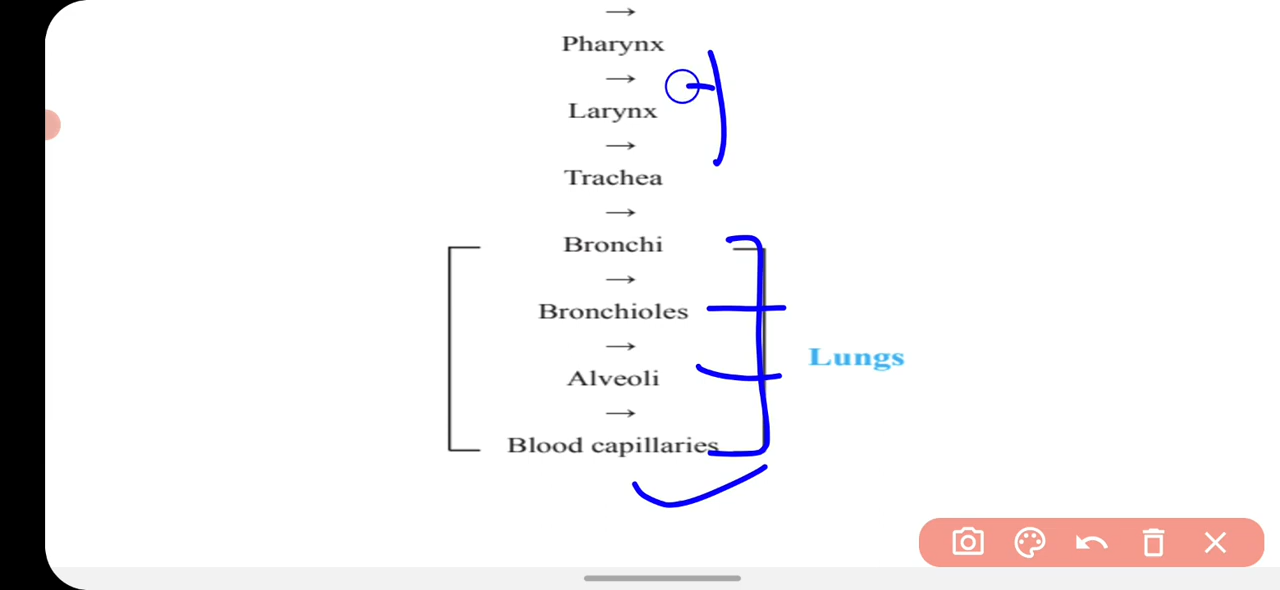 →
Pharynx
→
Larynx
→
Trachea
→
Bronchi
→
Bronchioles
→
Lungs
Alveoli
→
Blood capillaries